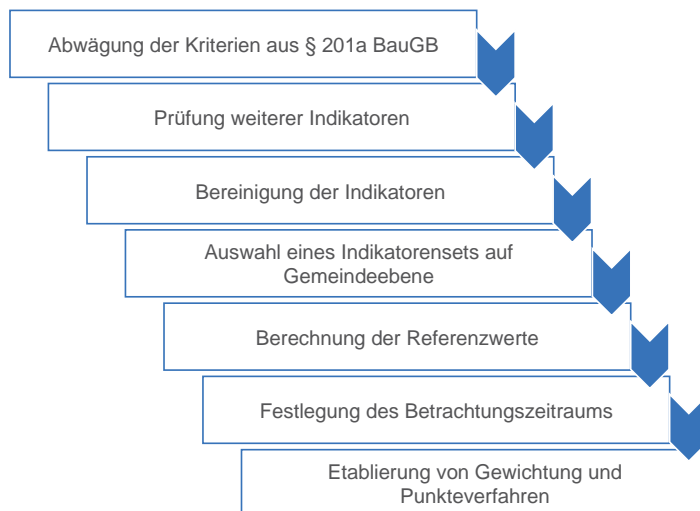 Abwägung der Kriterien aus § 201a BauGB
Prüfung weiterer Indikatoren
Bereinigung der Indikatoren
Auswahl eines Indikatorensets auf
Gemeindeebene
Berechnung der Referenzwerte
Festlegung des Betrachtungszeitraums
Etablierung von Gewichtung und
Punkteverfahren